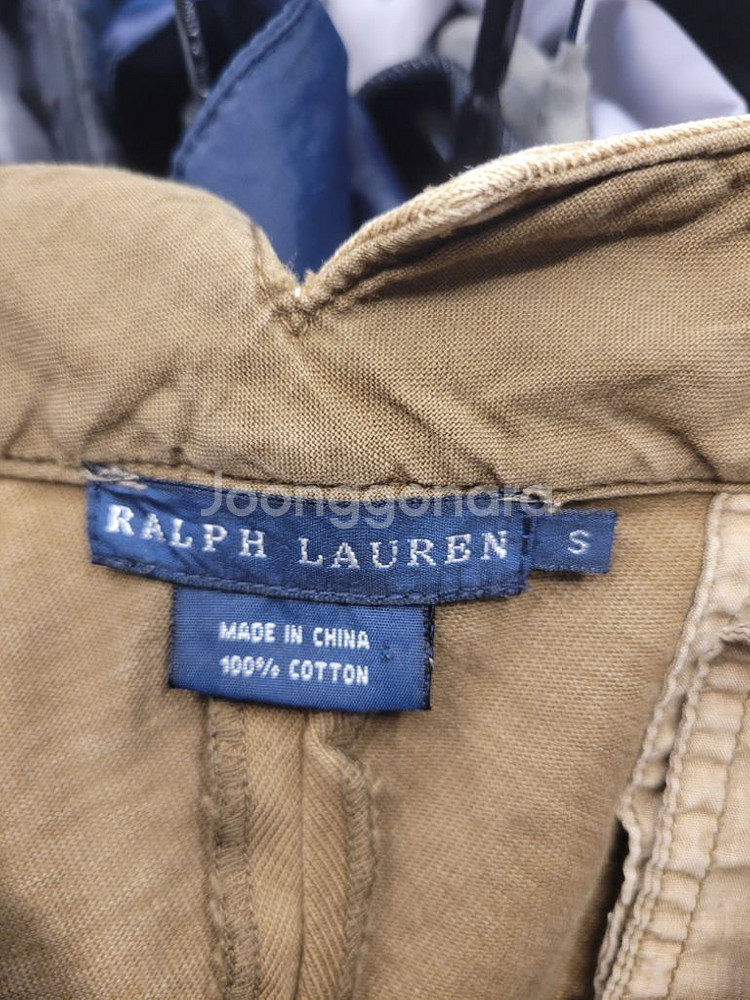 Joonggonara
RALPH LAUREN S
MADE IN CHINA
100% COTTON